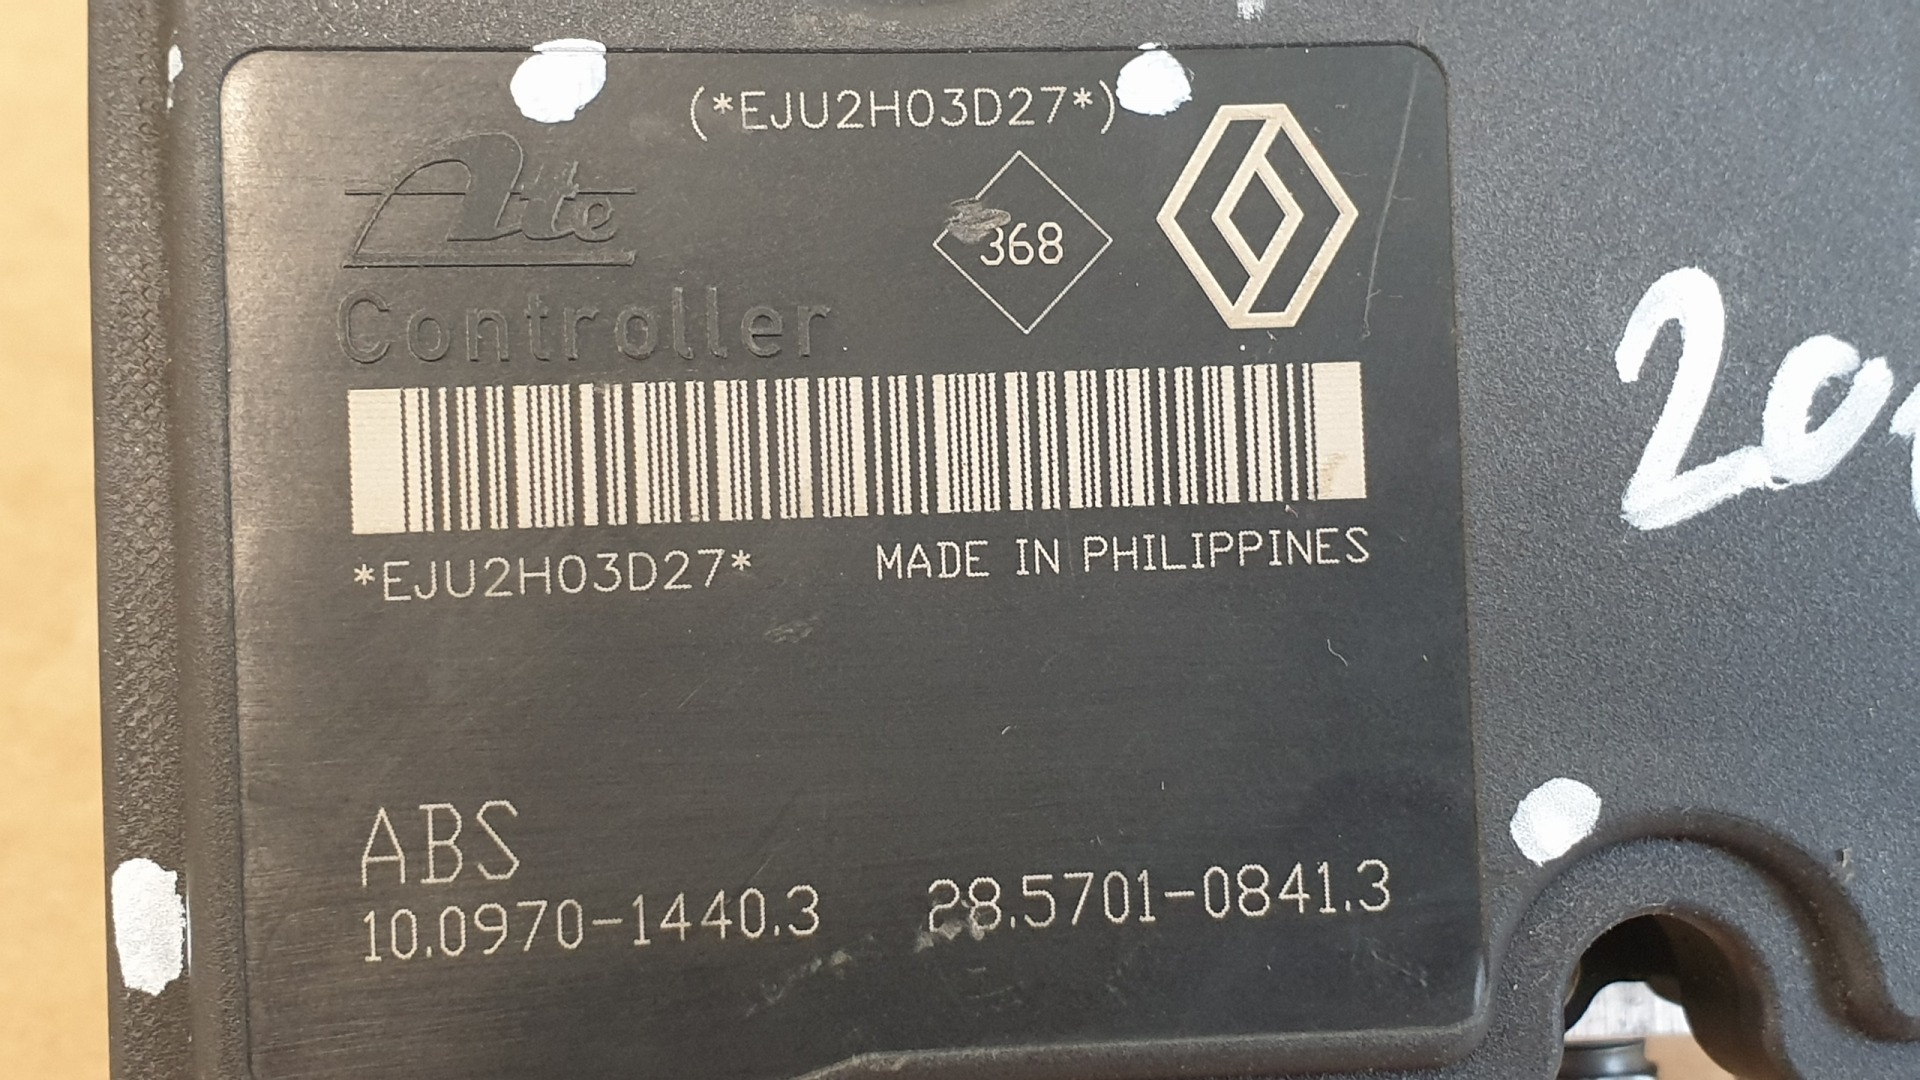 (*EJU2H03D27*)
Ate
368
Controller
*EJU2H03D27*
MADE IN PHILIPPINES
ABS
10.0970-1440.3
28.5701-0841.3